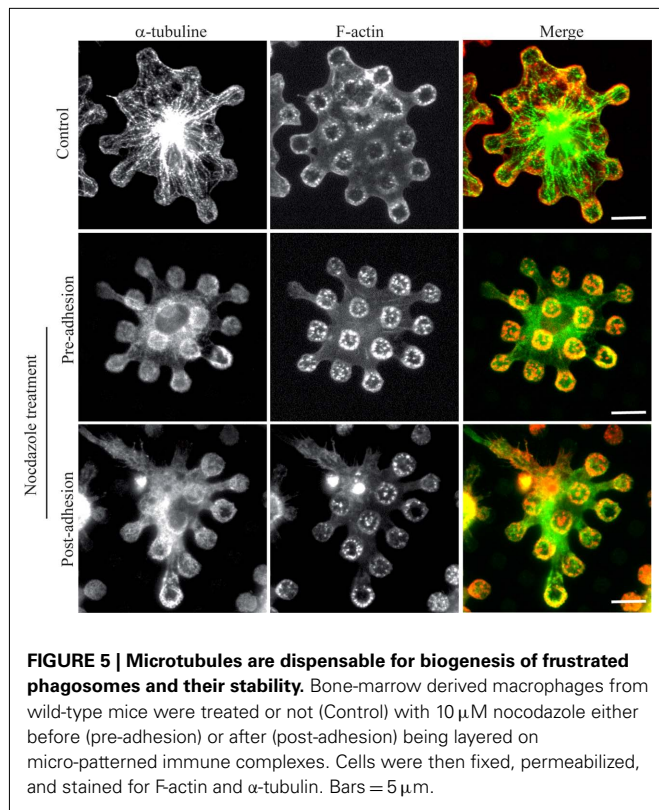 α-tubuline
F-actin
Merge
Control
Nocdazole treatment
Pre-adhesion
Post-adhesion
FIGURE 5 | Microtubules are dispensable for biogenesis of frustrated
phagosomes and their stability. Bone-marrow derived macrophages from
wild-type mice were treated or not (Control) with 10 μM nocodazole either
before (pre-adhesion) or after (post-adhesion) being layered on
micro-patterned immune complexes. Cells were then fixed, permeabilized,
and stained for F-actin and α-tubulin. Bars = 5 μm.